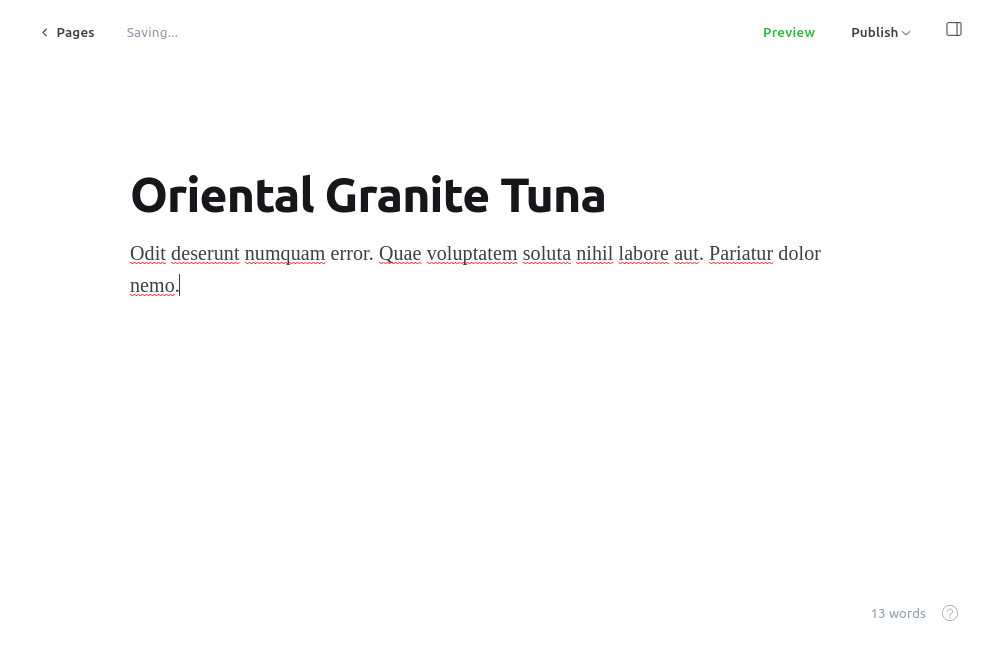 Pages
Saving...
Preview
Publish
Oriental Granite Tuna
Odit deserunt numquam error. Quae voluptatem soluta nihil labore aut. Pariatur dolor
nemo.
13 words